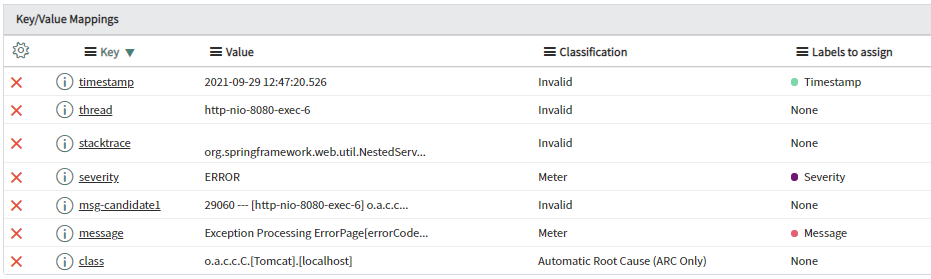 Key/Value Mappings
Key Value Classification Labels to assign
timestamp 2021-09-29 12:47:20.526 Invalid Timestamp
thread http-nio-8080-exec-6 Invalid None
stacktrace org.springframework.web.util.NestedServ... Invalid None
severity ERROR Meter Severity
msg-candidate1 29060 --- [http-nio-8080-exec-6] o.a.c.c... Invalid None
message Exception Processing ErrorPage[errorCode... Meter Message
class o.a.c.c.C.[Tomcat].[localhost] Automatic Root Cause (ARC Only) None